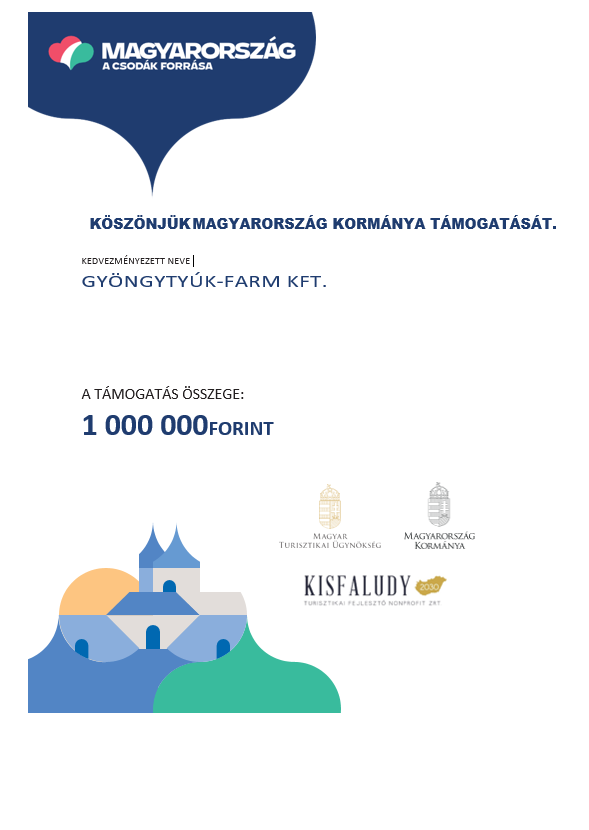 MAGYARORSZÁG
A CSODÁK FORRÁSA
KÖSZÖNJÜK MAGYARORSZÁG KORMÁNYA TÁMOGATÁSÁT.
KEDVEZMÉNYEZETT NEVE
GYÖNGYTYÚK-FARM KFT.
A TÁMOGATÁS ÖSSZEGE:
1 000 000 FORINT
MAGYAR
TURISZTIKAI ÜGYNÖKSÉG
MAGYARORSZÁG
KORMÁNYA
KISFALUDY 2030
TURISZTIKAI FEJLESZTŐ NONPROFIT ZRT